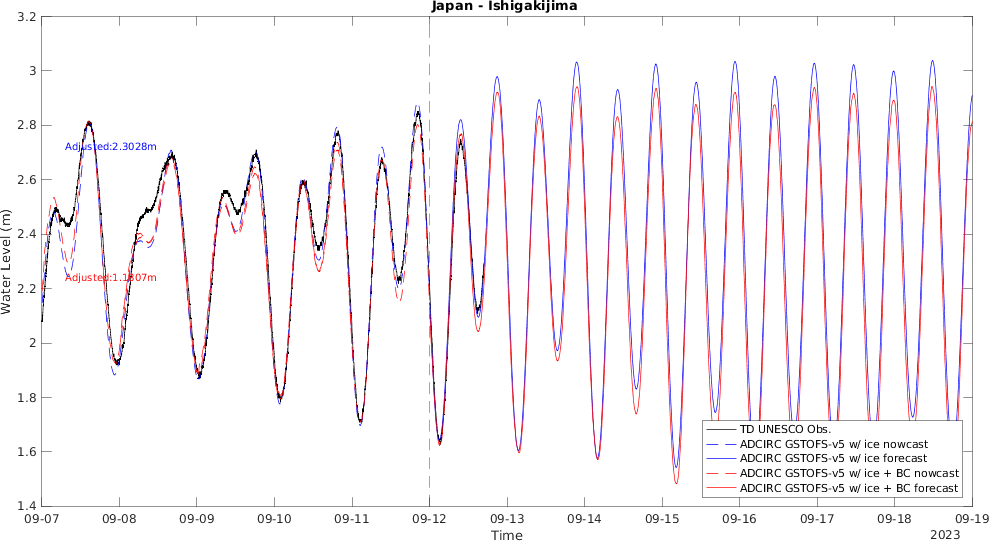 Japan - Ishigakijima
3.2
3
2.8
2.6
2.4
2.2
2
1.8
1.6
1.4
Water Level (m)
Adjusted:2.3028m
Adjusted:1.1807m
TD UNESCO Obs.
ADCIRC GSTOFS-v5 w/ ice nowcast
ADCIRC GSTOFS-v5 w/ ice forecast
ADCIRC GSTOFS-v5 w/ ice + BC nowcast
ADCIRC GSTOFS-v5 w/ ice + BC forecast
09-07 09-08 09-09 09-10 09-11 09-12 09-13 09-14 09-15 09-16 09-17 09-18 09-19
Time
2023